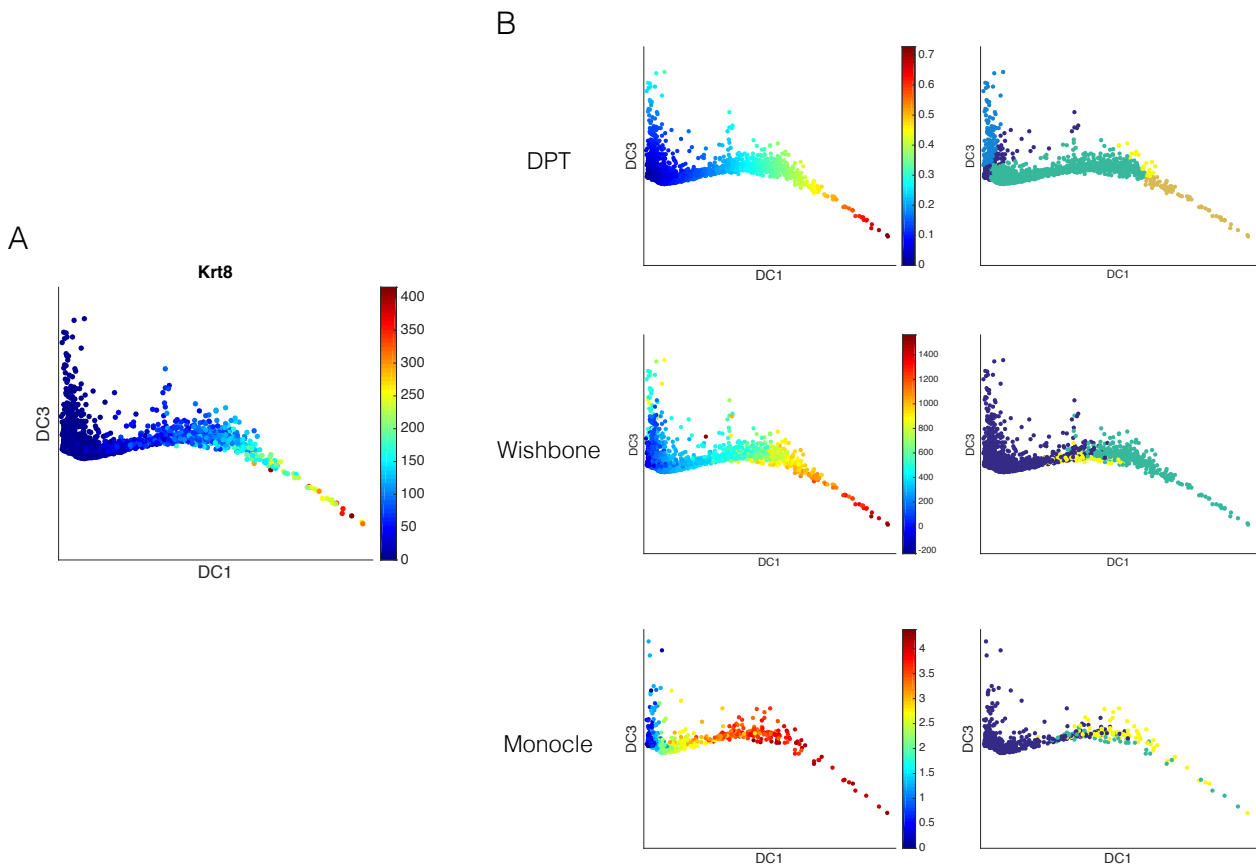 A
Krt8
DC3
DC1
400
350
300
250
200
150
100
50
0
B
DPT
DC3
DC1
0.7
0.6
0.5
0.4
0.3
0.2
0.1
0
DC3
DC1
Wishbone
DC3
DC1
1400
1200
1000
800
600
400
200
0
-200
DC3
DC1
Monocle
DC3
DC1
4
3.5
3
2.5
2
1.5
1
0.5
0
DC3
DC1